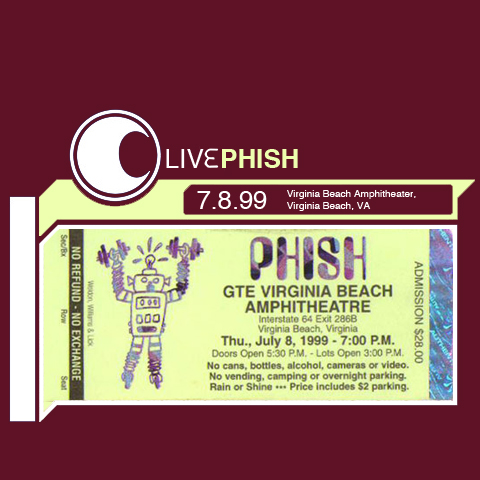 LIVEPHISH
7.8.99
Virginia Beach Amphitheater,
Virginia Beach, VA
Sec/Bx Row Seat
NO REFUND - NO EXCHANGE
Weldon, Williams & Lick
PHISH
GTE VIRGINIA BEACH
AMPHITHEATRE
Interstate 64 Exit 286B
Virginia Beach, Virginia
Thu., July 8, 1999 - 7:00 P.M.
Doors Open 5:30 P.M. - Lots Open 3:00 P.M.
No cans, bottles, alcohol, cameras or video.
No vending, camping or overnight parking.
Rain or Shine *** Price includes $2 parking.
ADMISSION $28.00